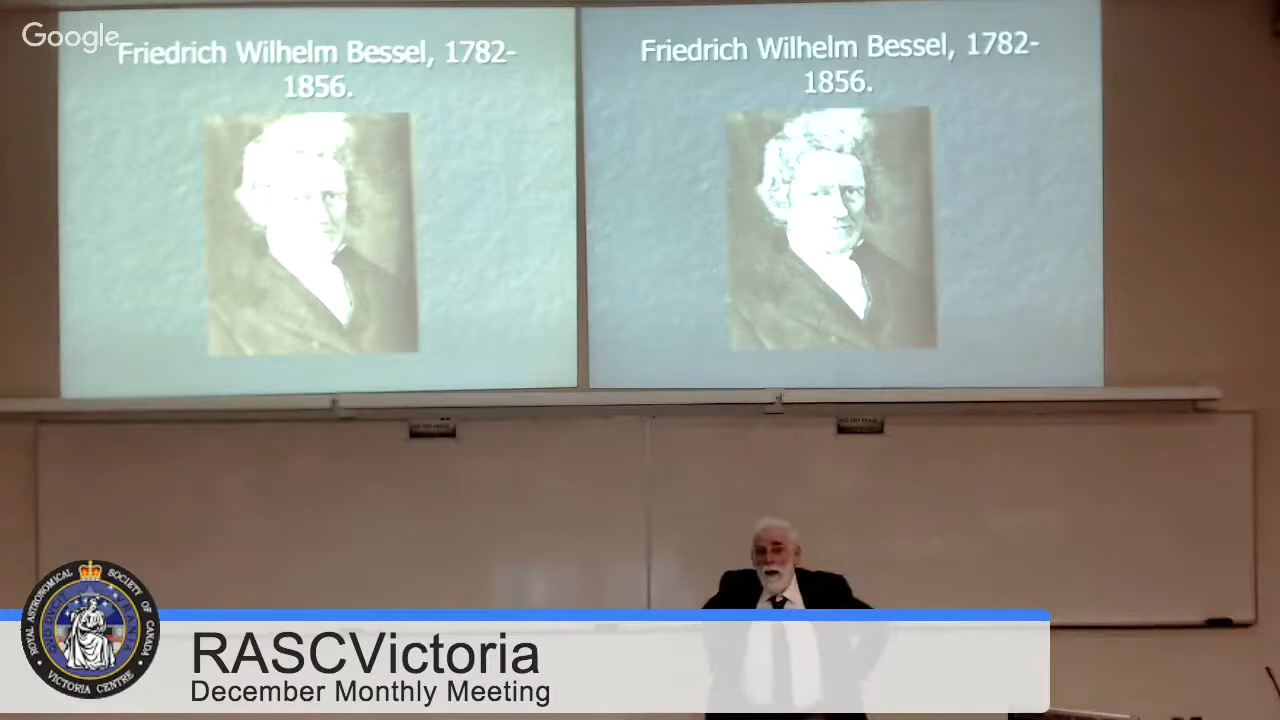 Google
Friedrich Wilhelm Bessel, 1782-
1856.
Friedrich Wilhelm Bessel, 1782-
1856.
ROYAL ASTRONOMICAL SOCIETY OF CANADA
VICTORIA CENTRE
RASCVictoria
December Monthly Meeting